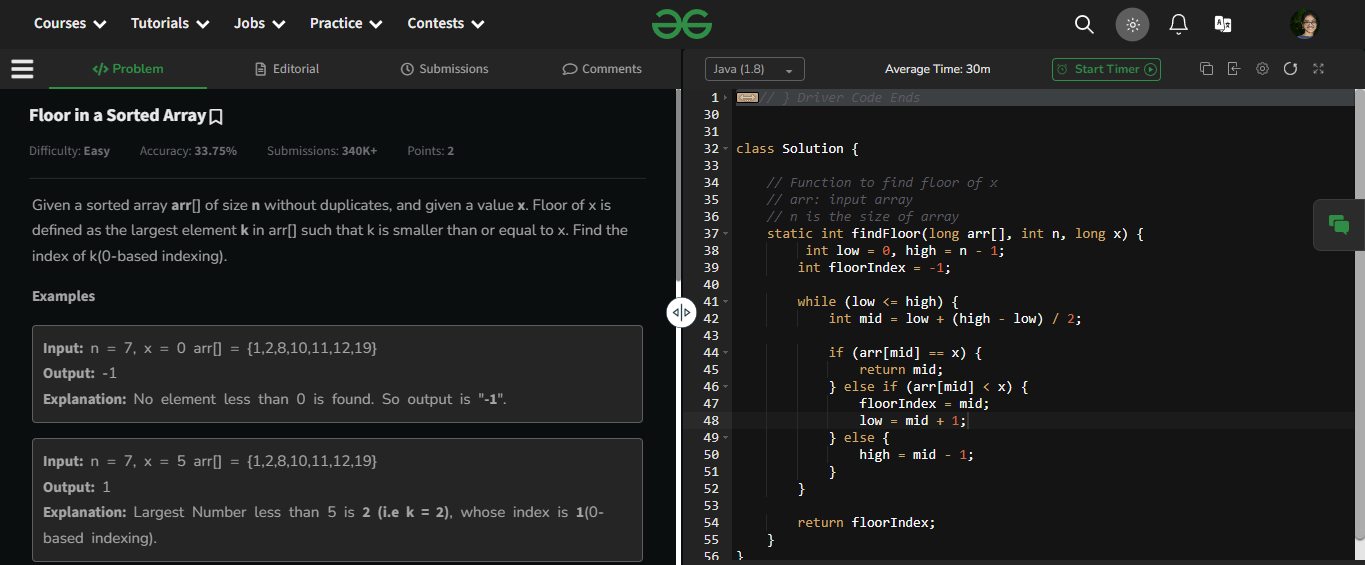 Courses Tutorials Jobs Practice Contests
Problem Editorial Submissions Comments
Floor in a Sorted Array
Difficulty: Easy Accuracy: 33.75% Submissions: 340K+ Points: 2
Given a sorted array arr[] of size n without duplicates, and given a value x. Floor of x is
defined as the largest element k in arr[] such that k is smaller than or equal to x. Find the
index of k(0-based indexing).
Examples
Input: n = 7, x = 0 arr[] = {1,2,8,10,11,12,19}
Output: -1
Explanation: No element less than 0 is found. So output is "-1".
Input: n = 7, x = 5 arr[] = {1,2,8,10,11,12,19}
Output: 1
Explanation: Largest Number less than 5 is 2 (i.e k = 2), whose index is 1(0-
based indexing).
Java (1.8) Average Time: 30m Start Timer
1 // } Driver Code Ends
30
31
32 class Solution {
33
34 // Function to find floor of x
35 // arr: input array
36 // n is the size of array
37 static int findFloor(long arr[], int n, long x) {
38 int low = 0, high = n - 1;
39 int floorIndex = -1;
40
41 while (low <= high) {
42 int mid = low + (high - low) / 2;
43
44 if (arr[mid] == x) {
45 return mid;
46 } else if (arr[mid] < x) {
47 floorIndex = mid;
48 low = mid + 1;
49 } else {
50 high = mid - 1;
51 }
52 }
53
54 return floorIndex;
55 }
56 }